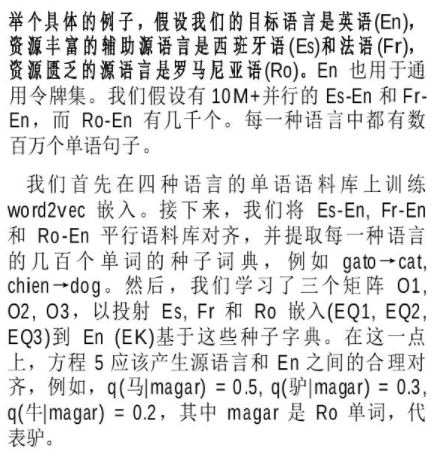 举个具体的例子，假设我们的目标语言是英语(En)，
资源丰富的辅助源语言是西班牙语(Es)和法语(Fr)，
资源匮乏的源语言是罗马尼亚语(Ro)。En 也用于通
用令牌集。我们假设有10M+并行的 Es-En 和 Fr-
En，而 Ro-En 有几千个。每一种语言中都有数
百万个单语句子。
我们首先在四种语言的单语语料库上训练
word2vec 嵌入。接下来，我们将 Es-En, Fr-En
和 Ro-En 平行语料库对齐，并提取每一种语言
的几百个单词的种子词典，例如 gato→cat,
chien→dog。然后，我们学习了三个矩阵 O1,
O2, O3，以投射 Es, Fr 和 Ro 嵌入(EQ1, EQ2,
EQ3)到 En (EK)基于这些种子字典。在这一点
上，方程 5 应该产生源语言和 En 之间的合理对
齐，例如，q(马|magar) = 0.5, q(驴|magar) = 0.3,
q(牛|magar) = 0.2，其中 magar 是 Ro 单词，代
表驴。